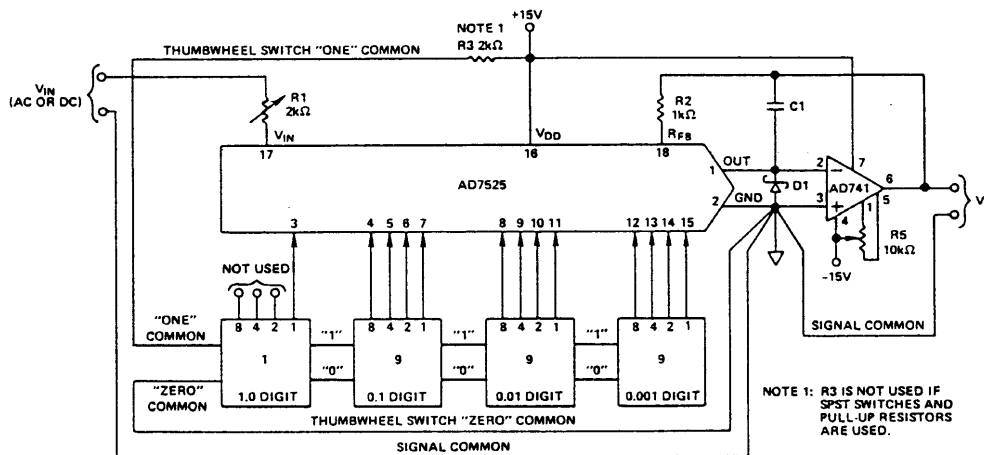 +15V
NOTE 1
R3 2kΩ
THUMBWHEEL SWITCH "ONE" COMMON
VIN
(AC OR DC)
R1
2kΩ
R2
1kΩ
C1
VIN
VDD
RFB
17
16
18
1
OUT
2
GND
D1
AD7525
2
7
6
AD741
3
1
5
4
V
R5
10kΩ
-15V
3
4
5
6
7
8
9
10
11
12
13
14
15
NOT USED
SIGNAL COMMON
"ONE"
COMMON
8 4 2 1
8 4 2 1
8 4 2 1
8 4 2 1
"1"
"1"
"1"
1
9
9
9
"0"
"0"
"0"
"ZERO"
COMMON
1.0 DIGIT
0.1 DIGIT
0.01 DIGIT
0.001 DIGIT
THUMBWHEEL SWITCH "ZERO" COMMON
SIGNAL COMMON
NOTE 1: R3 IS NOT USED IF
SPST SWITCHES AND
PULL-UP RESISTORS
ARE USED.